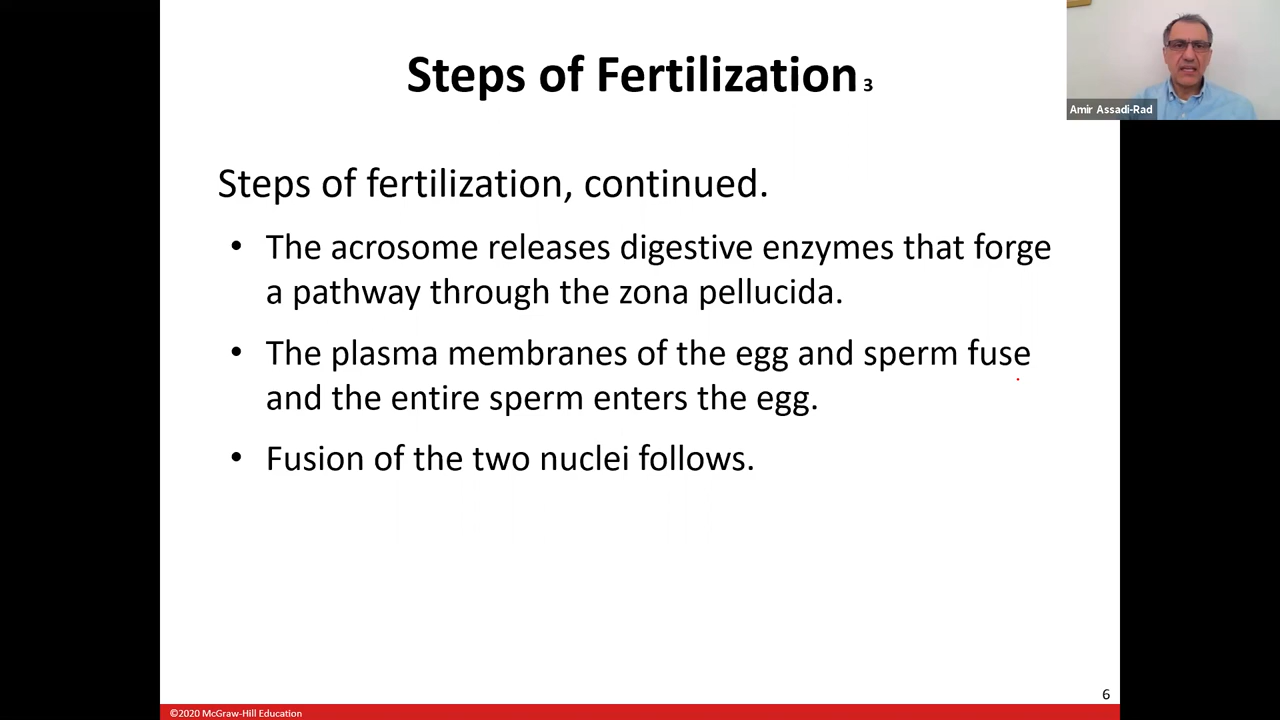 Steps of Fertilization 3
Amir Assadi-Rad
Steps of fertilization, continued.
• The acrosome releases digestive enzymes that forge
a pathway through the zona pellucida.
• The plasma membranes of the egg and sperm fuse
and the entire sperm enters the egg.
• Fusion of the two nuclei follows.
6
©2020 McGraw-Hill Education